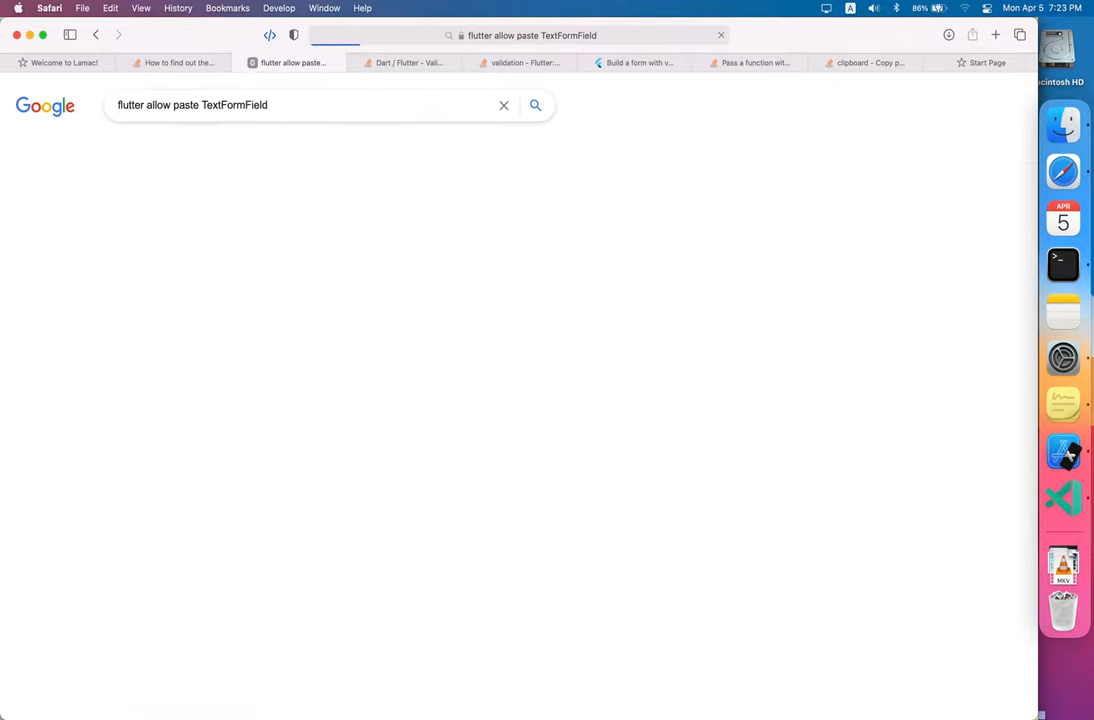 Safari File Edit View History Bookmarks Develop Window Help A 86% Mon Apr 5 7:23 PM
flutter allow paste TextFormField
Welcome to Lamac! How to find out the... flutter allow paste... Dart / Flutter - Vali... validation - Flutter:... Build a form with v... Pass a function wit... clipboard - Copy p... Start Page
acintosh HD
Google flutter allow paste TextFormField
APR
5
MKV